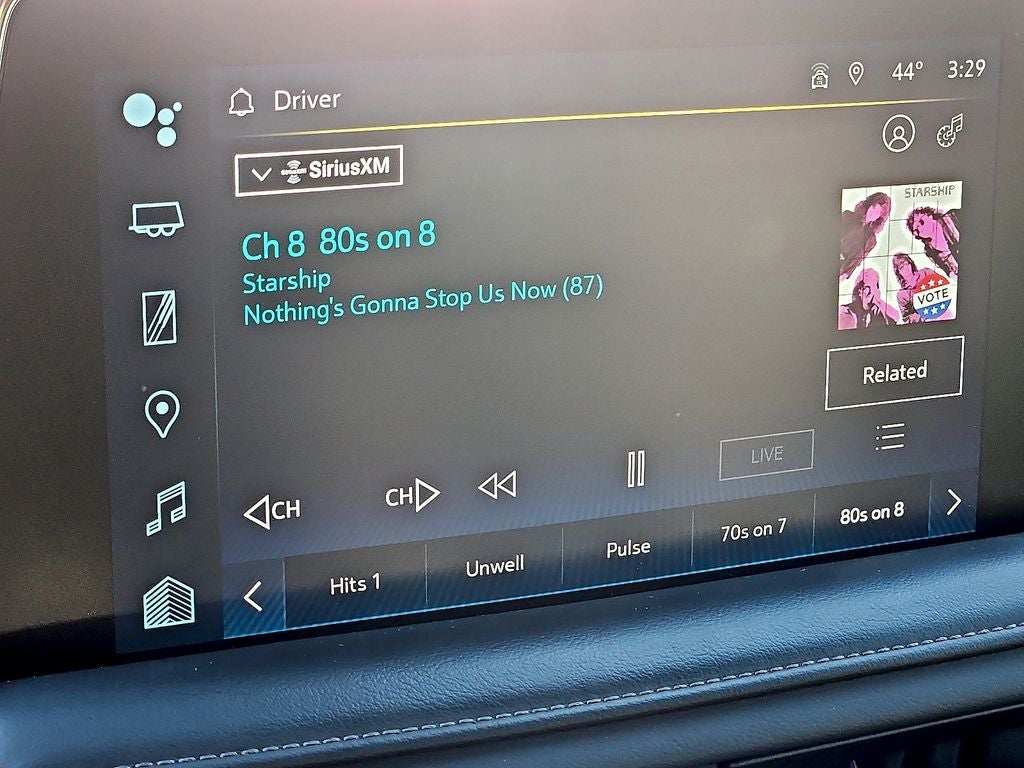 Driver
44° 3:29
SiriusXM
STARSHIP
Ch 8 80s on 8
Starship
Nothing's Gonna Stop Us Now (87)
VOTE
Related
CH
CH
LIVE
Hits 1
Unwell
Pulse
70s on 7
80s on 8